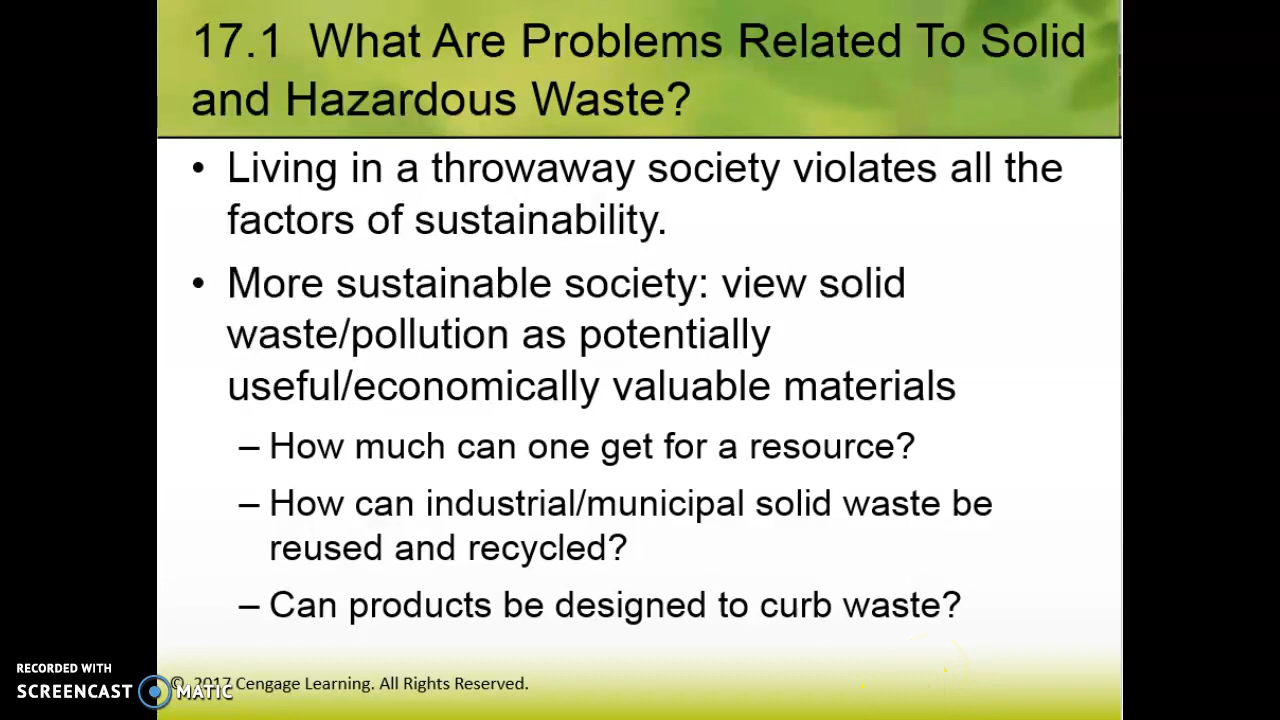 17.1 What Are Problems Related To Solid
and Hazardous Waste?
• Living in a throwaway society violates all the
factors of sustainability.
• More sustainable society: view solid
waste/pollution as potentially
useful/economically valuable materials
– How much can one get for a resource?
– How can industrial/municipal solid waste be
reused and recycled?
– Can products be designed to curb waste?
RECORDED WITH
SCREENCAST MATIC
© 2017 Cengage Learning. All Rights Reserved.